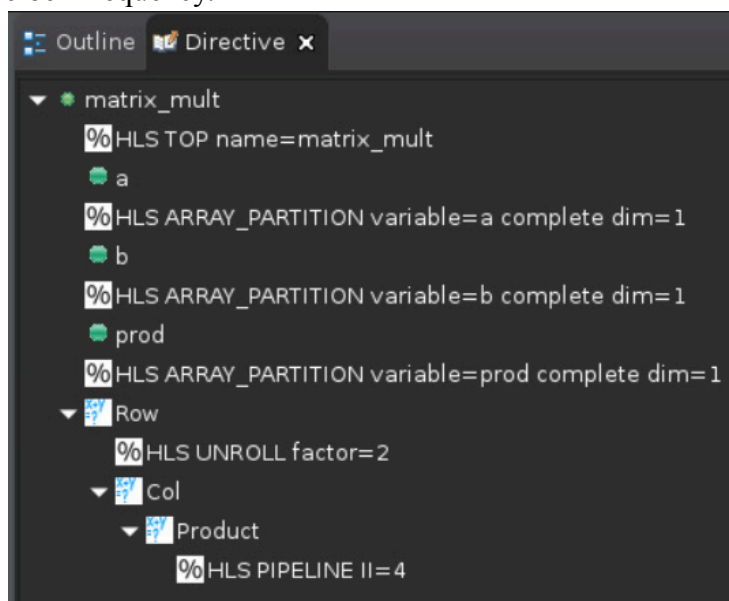 Outline Directive
matrix_mult
% HLS TOP name=matrix_mult
a
% HLS ARRAY_PARTITION variable=a complete dim=1
b
% HLS ARRAY_PARTITION variable=b complete dim=1
prod
% HLS ARRAY_PARTITION variable=prod complete dim=1
x+y=? Row
% HLS UNROLL factor=2
x+y=? Col
x+y=? Product
% HLS PIPELINE II=4